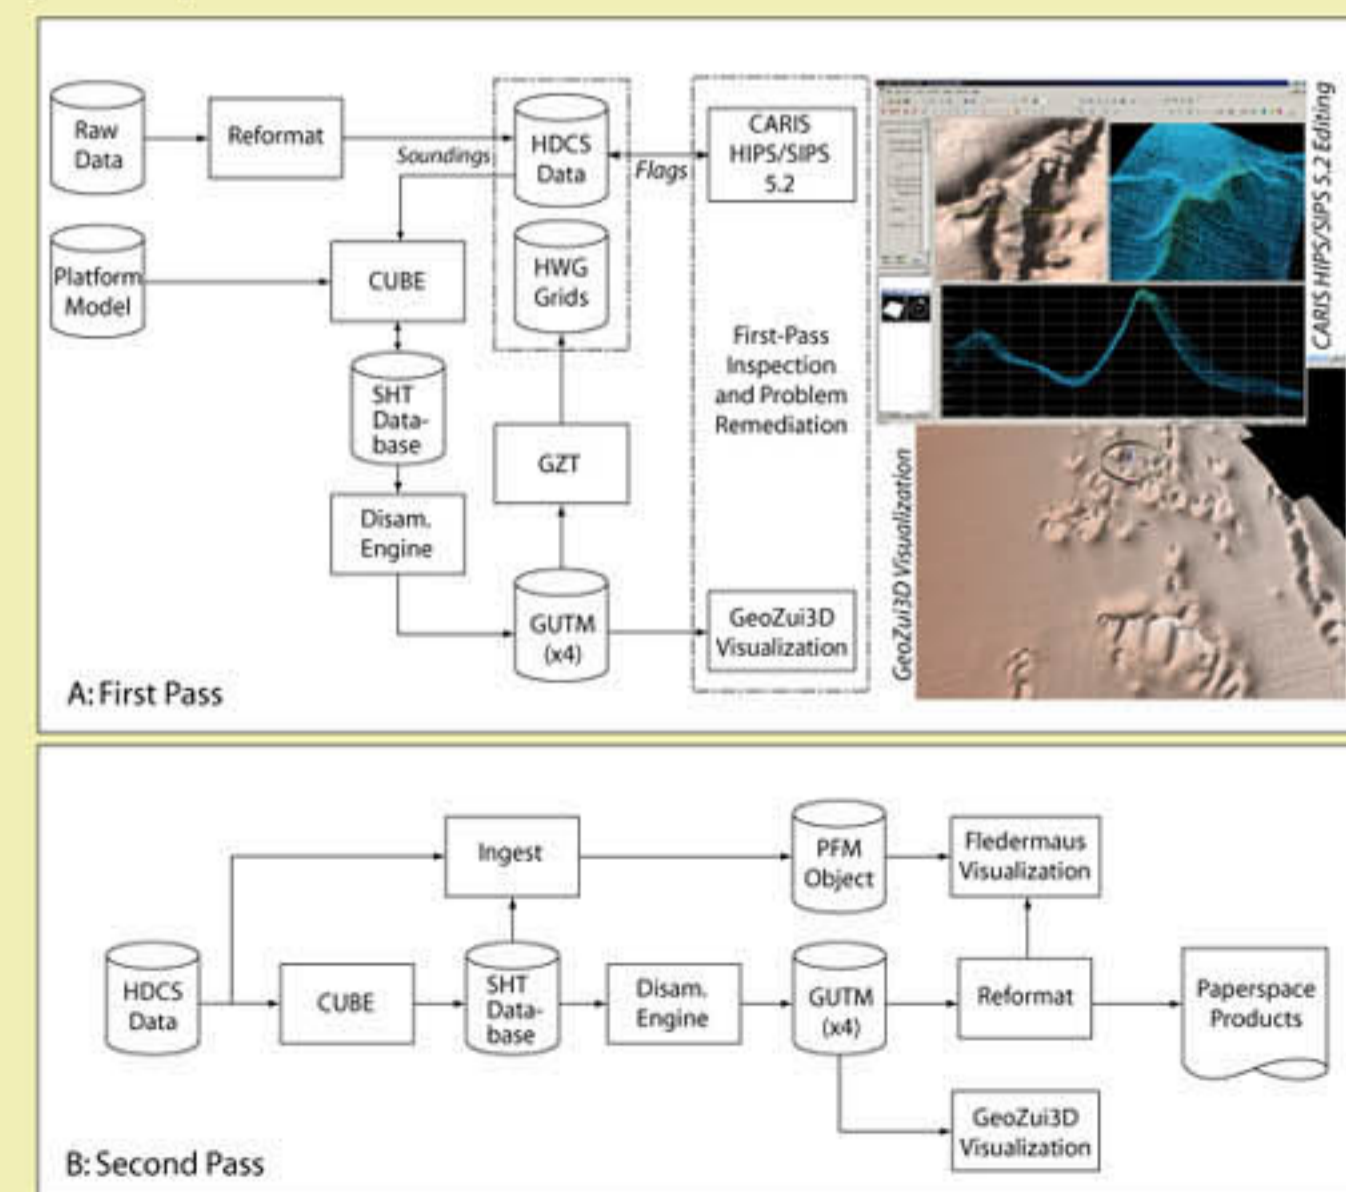 Raw
Data
Reformat
Soundings
HDCS
Data
Flags
CARIS
HIPS/SIPS
5.2
Platform
Model
CUBE
HWG
Grids
SHT
Data-
base
GZT
First-Pass
Inspection
and Problem
Remediation
Disam.
Engine
GUTM
(x4)
GeoZui3D
Visualization
CARIS HIPS/SIPS 5.2 Editing
GeoZui3D Visualization
A: First Pass
Ingest
PFM
Object
Fledermaus
Visualization
HDCS
Data
CUBE
SHT
Data-
base
Disam.
Engine
GUTM
(x4)
Reformat
Paperspace
Products
GeoZui3D
Visualization
B: Second Pass